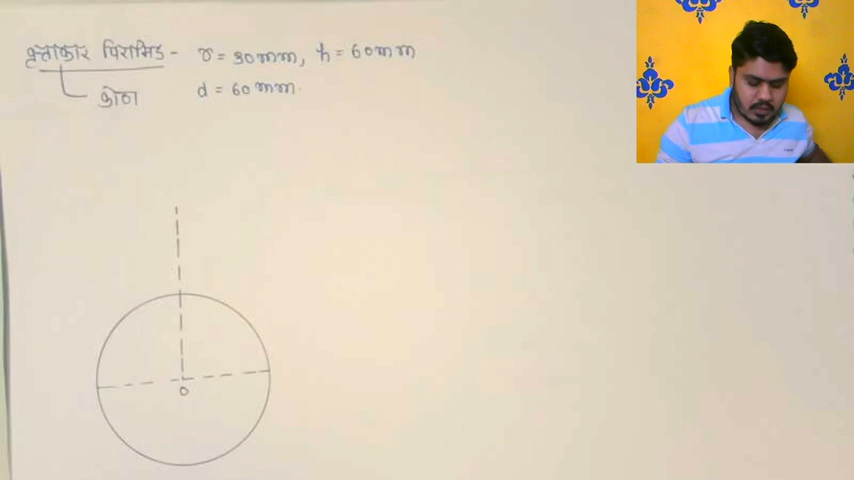 वृत्ताकार पिरामिड - r = 30mm, h = 60mm
कोण d = 60mm.
O